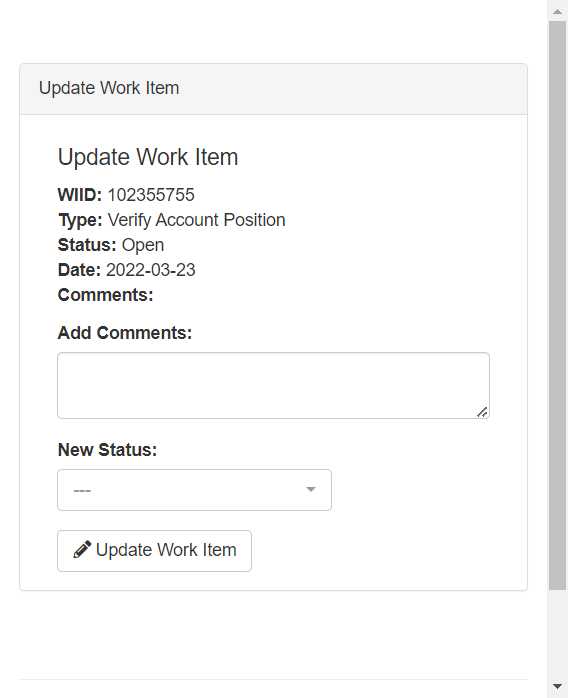 Update Work Item
Update Work Item
WIID: 102355755
Type: Verify Account Position
Status: Open
Date: 2022-03-23
Comments:
Add Comments:
New Status:
---
Update Work Item